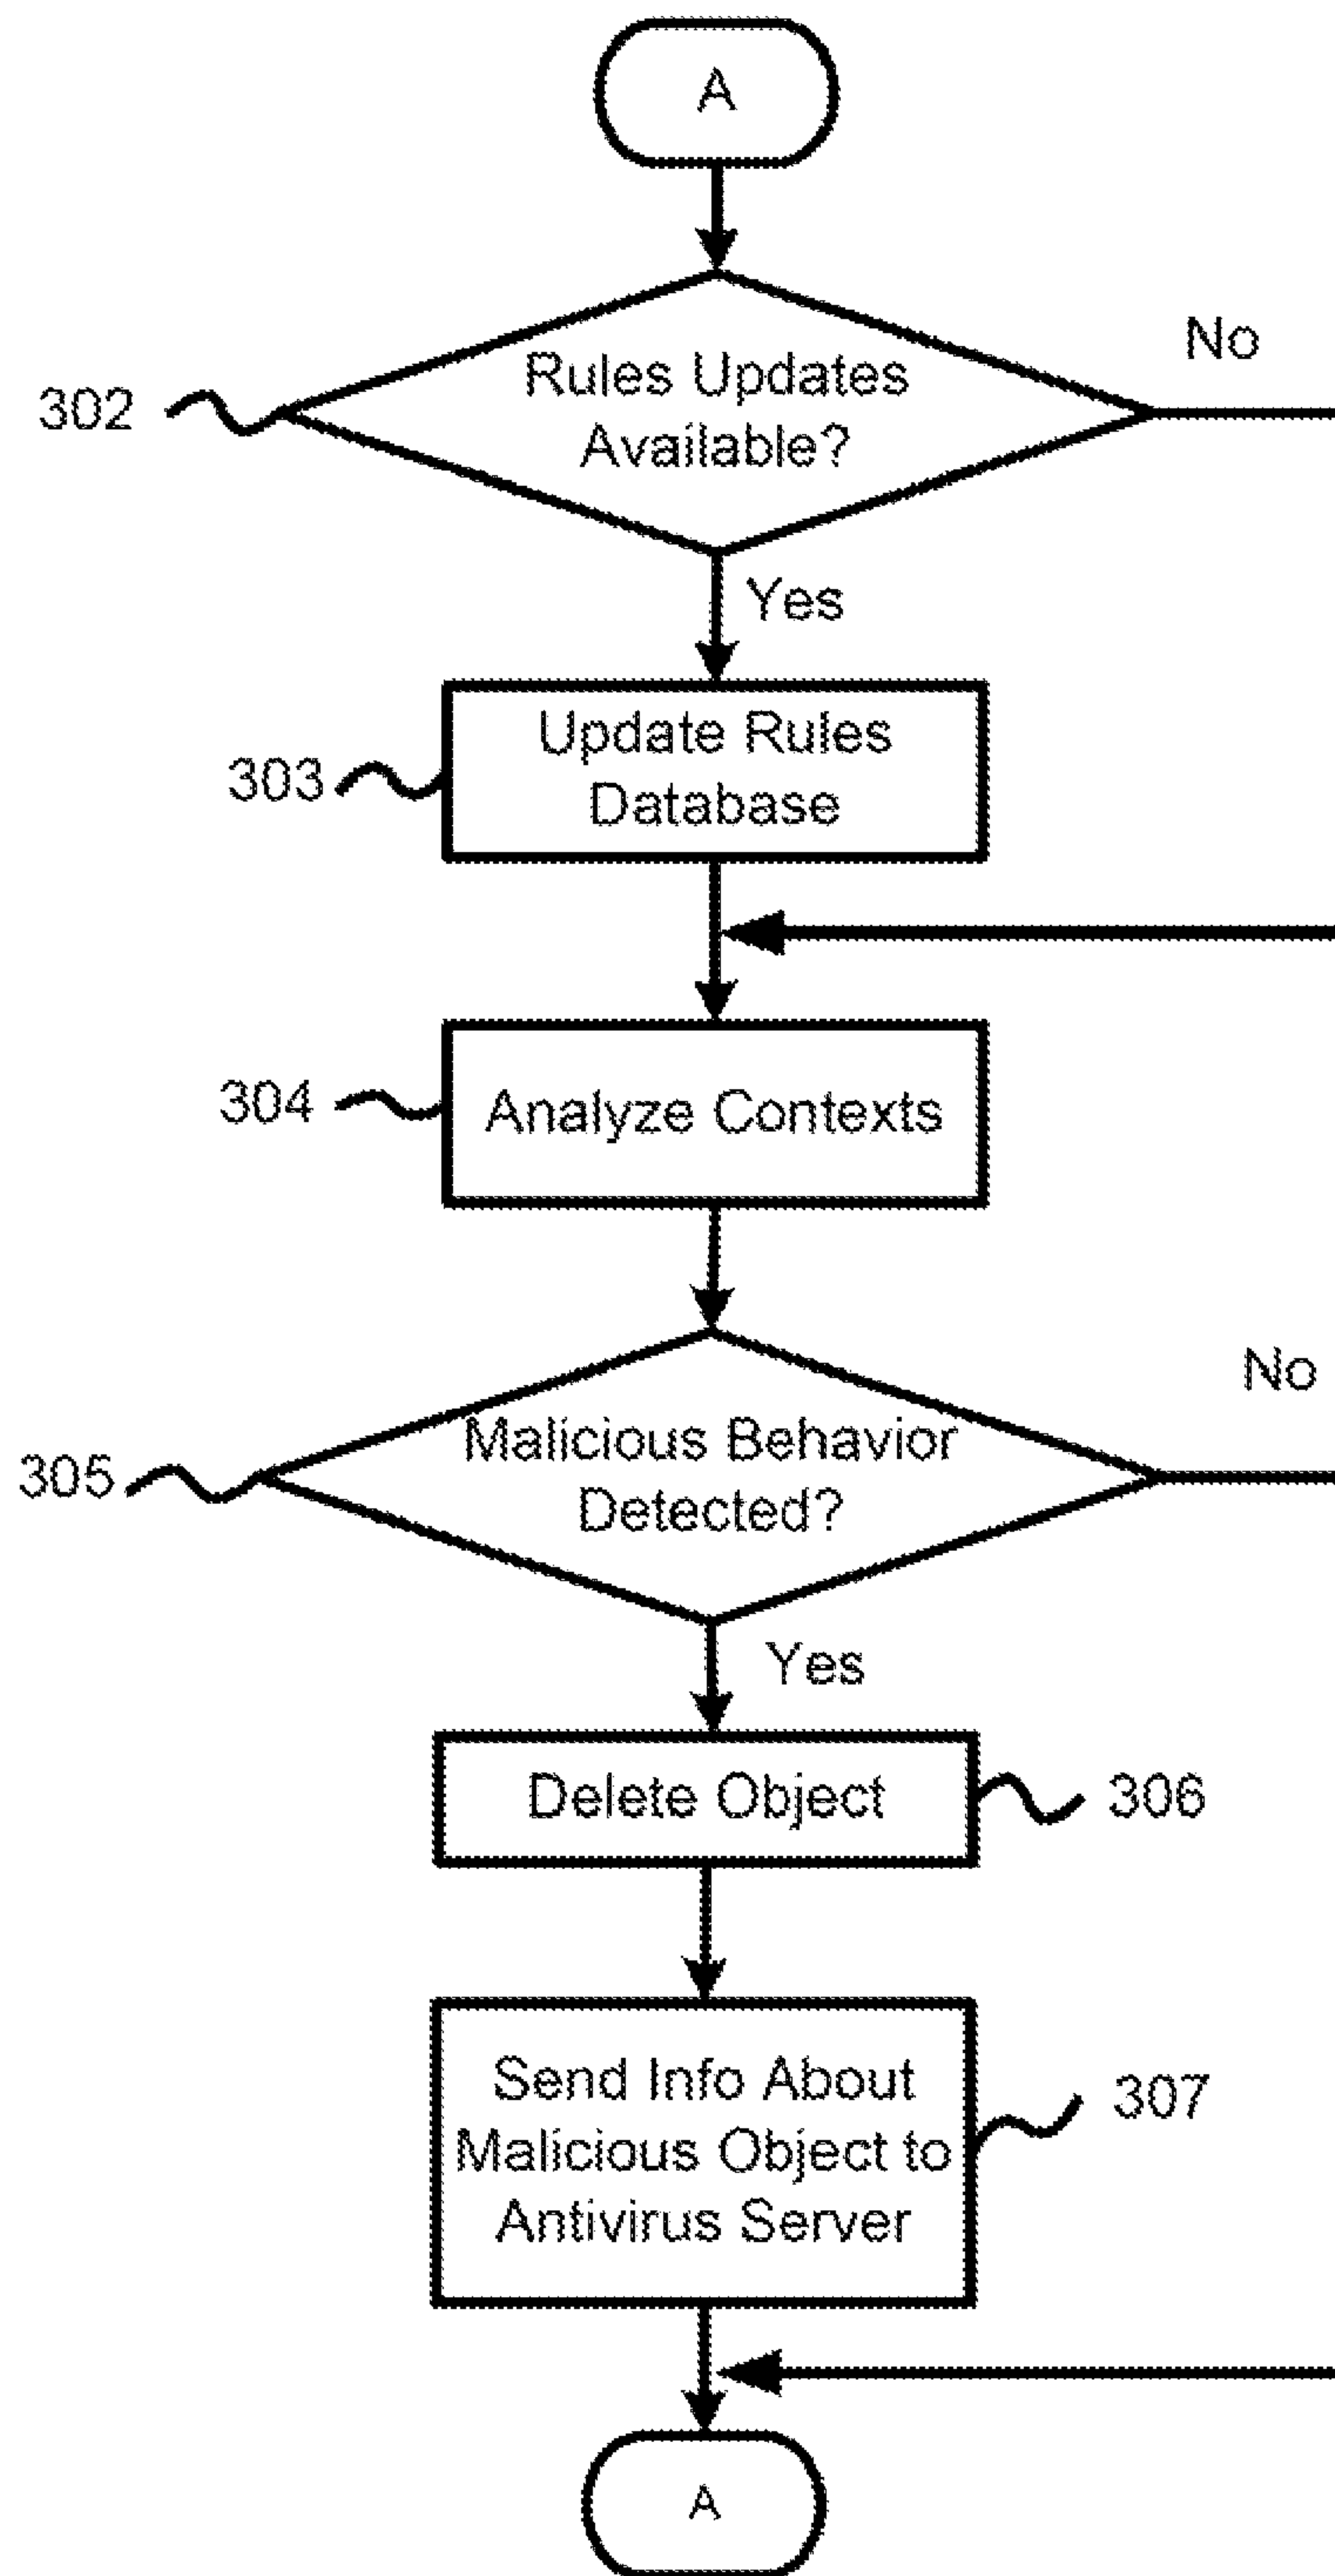 A
No
302
Rules Updates
Available?
Yes
303
Update Rules
Database
304
Analyze Contexts
No
305
Malicious Behavior
Detected?
Yes
Delete Object
306
Send Info About
Malicious Object to
Antivirus Server
307
A